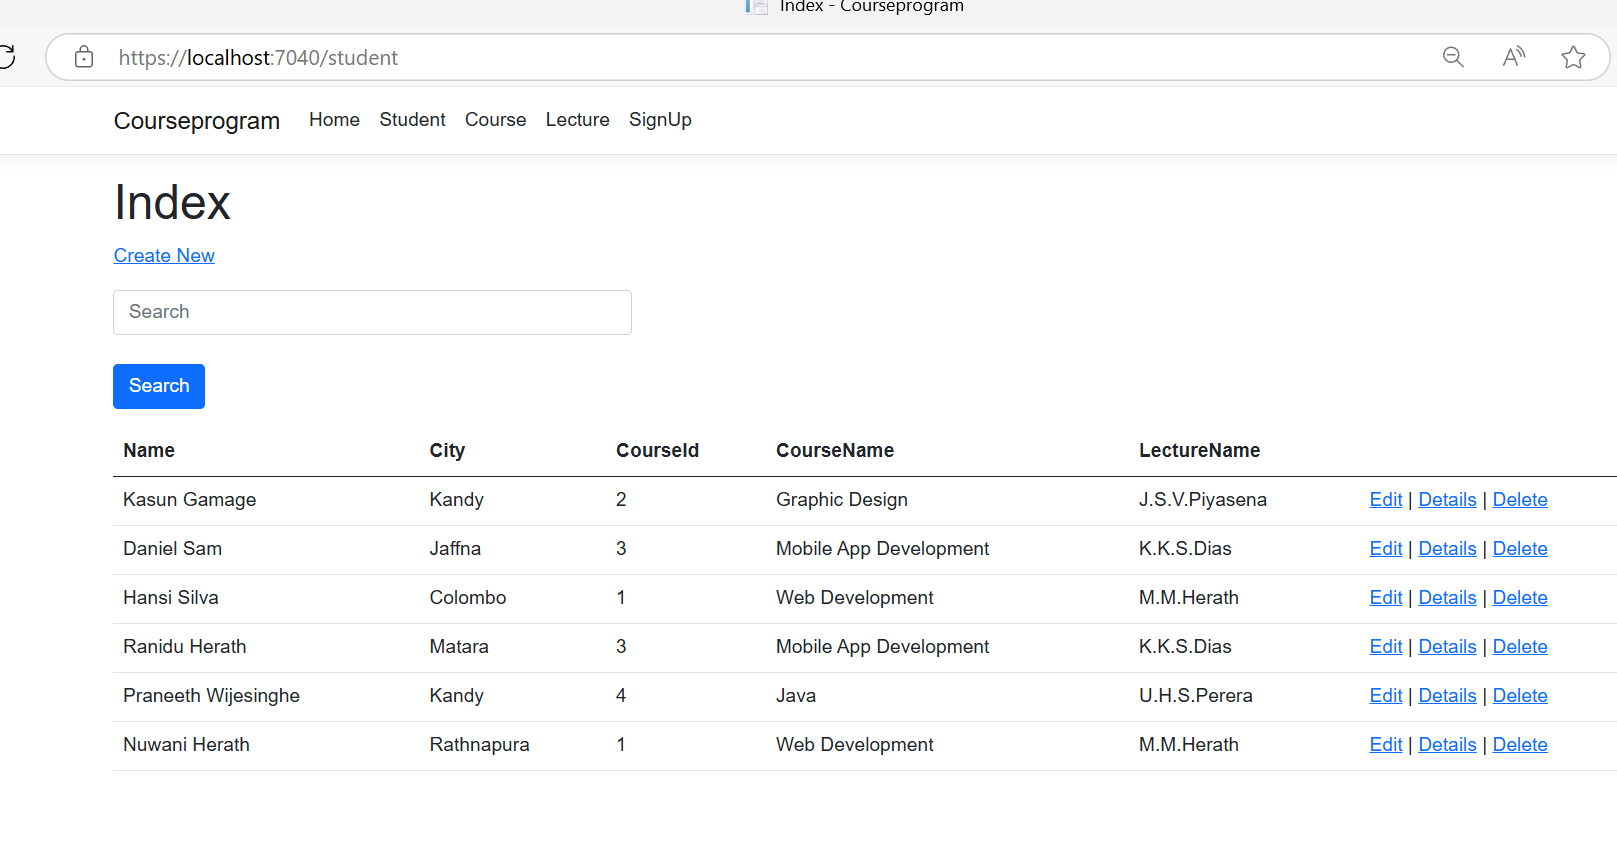 Index - Courseprogram
https://localhost:7040/student
Courseprogram Home Student Course Lecture SignUp
Index
Create New
Search
Search
Name City CourseId CourseName LectureName
Kasun Gamage Kandy 2 Graphic Design J.S.V.Piyasena Edit | Details | Delete
Daniel Sam Jaffna 3 Mobile App Development K.K.S.Dias Edit | Details | Delete
Hansi Silva Colombo 1 Web Development M.M.Herath Edit | Details | Delete
Ranidu Herath Matara 3 Mobile App Development K.K.S.Dias Edit | Details | Delete
Praneeth Wijesinghe Kandy 4 Java U.H.S.Perera Edit | Details | Delete
Nuwani Herath Rathnapura 1 Web Development M.M.Herath Edit | Details | Delete